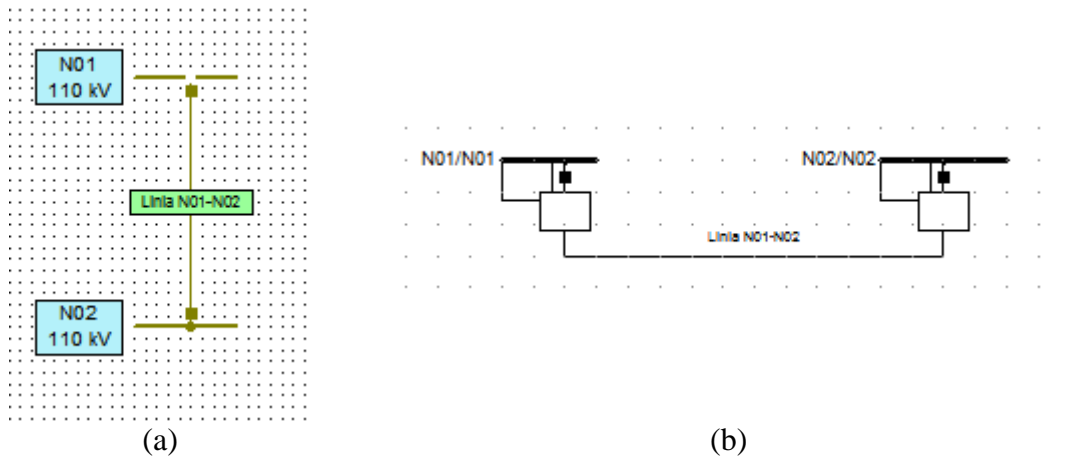 N01
110 kV
Linia N01-N02
N02
110 kV
(a)
N01/N01
N02/N02
Linia N01-N02
(b)